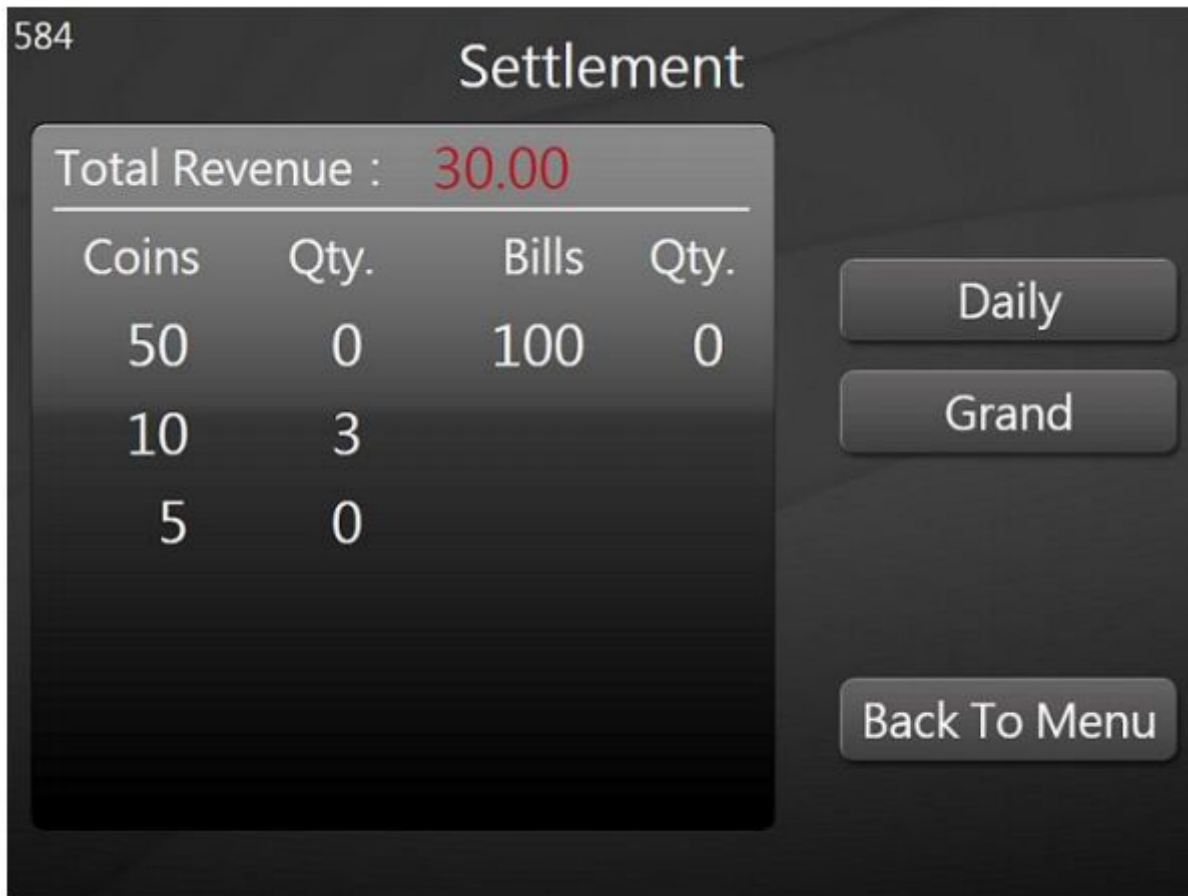 584
Settlement
Total Revenue : 30.00
Coins Qty. Bills Qty.
50 0 100 0
10 3
5 0
Daily
Grand
Back To Menu